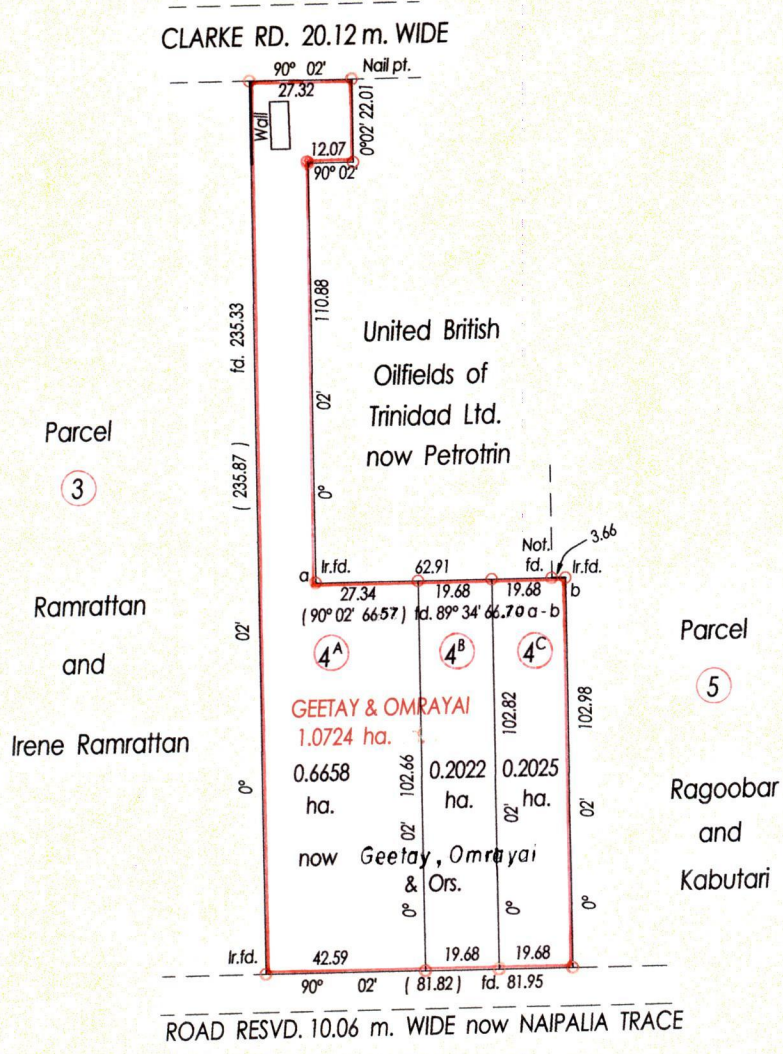 CLARKE RD. 20.12 m. WIDE
90° 02' Nail pt.
27.32
Wall
0°02' 22.01
12.07
90° 02'
110.88
02'
0°
fd. 235.33
( 235.87 )
02'
0°
United British
Oilfields of
Trinidad Ltd.
now Petrotrin
Parcel
3
Ramrattan
and
Irene Ramrattan
Not.
fd.
3.66
a Ir.fd. 62.91 Ir.fd.
b
27.34 19.68 19.68
( 90° 02' 66.57 ) fd. 89° 34' 66.70 a - b
4A 4B 4C
Parcel
5
Ragoobar
and
Kabutari
GEETAY & OMRAYAI
1.0724 ha.
0.6658
ha.
102.66
02'
0°
0.2022
ha.
102.82
02'
0°
0.2025
ha.
102.98
02'
0°
now Geetay, Omrayai
& Ors.
Ir.fd. 42.59 19.68 19.68
90° 02' ( 81.82 ) fd. 81.95
ROAD RESVD. 10.06 m. WIDE now NAIPALIA TRACE